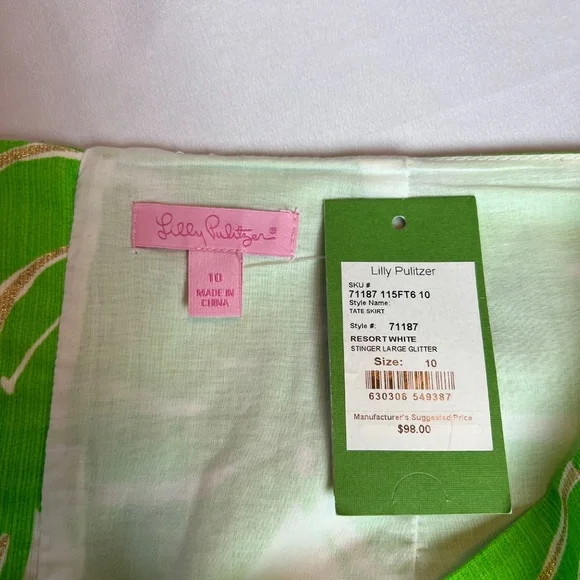 Lilly Pulitzer®
10
MADE IN
CHINA
Lilly Pulitzer
SKU #
71187 115FT6 10
Style Name:
TATE SKIRT
Style #: 71187
RESORT WHITE
STINGER LARGE GLITTER
Size: 10
630306 549387
Manufacturer's Suggested Price
$98.00